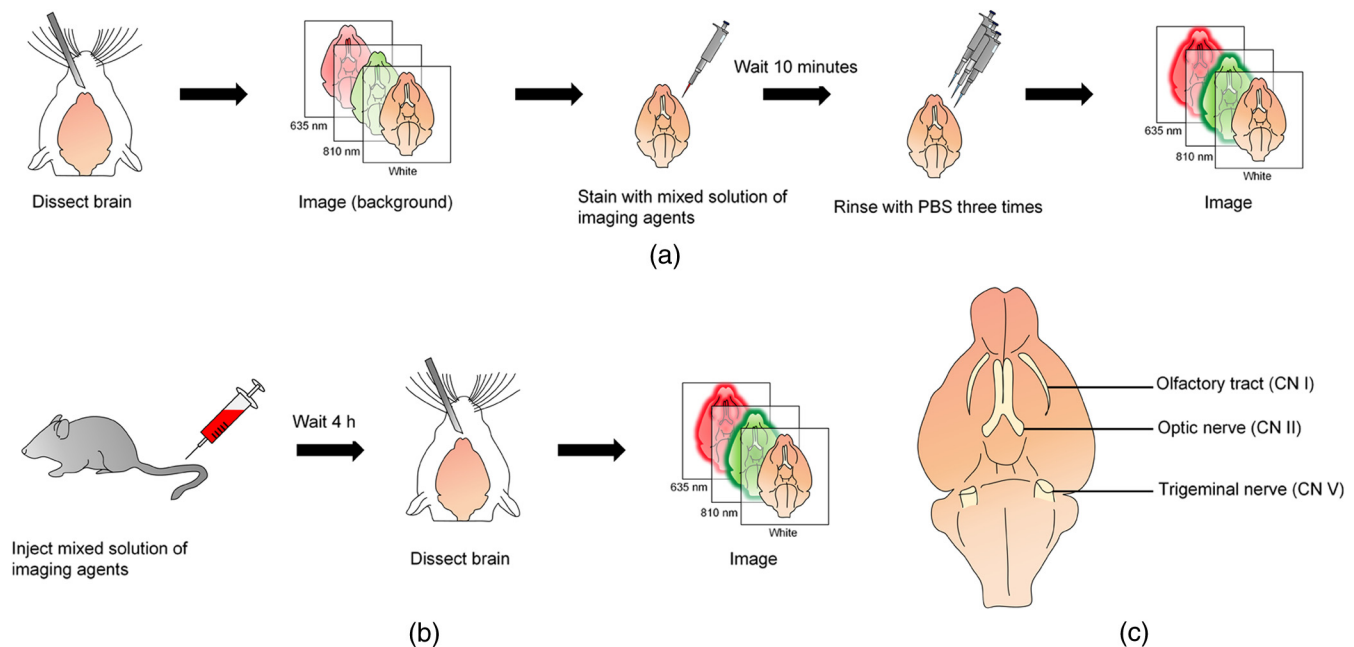 Dissect brain
635 nm
810 nm
White
Image (background)
Stain with mixed solution of
imaging agents
Wait 10 minutes
Rinse with PBS three times
635 nm
810 nm
White
Image
(a)
Inject mixed solution of
imaging agents
Wait 4 h
Dissect brain
635 nm
810 nm
White
Image
(b)
Olfactory tract (CN I)
Optic nerve (CN II)
Trigeminal nerve (CN V)
(c)